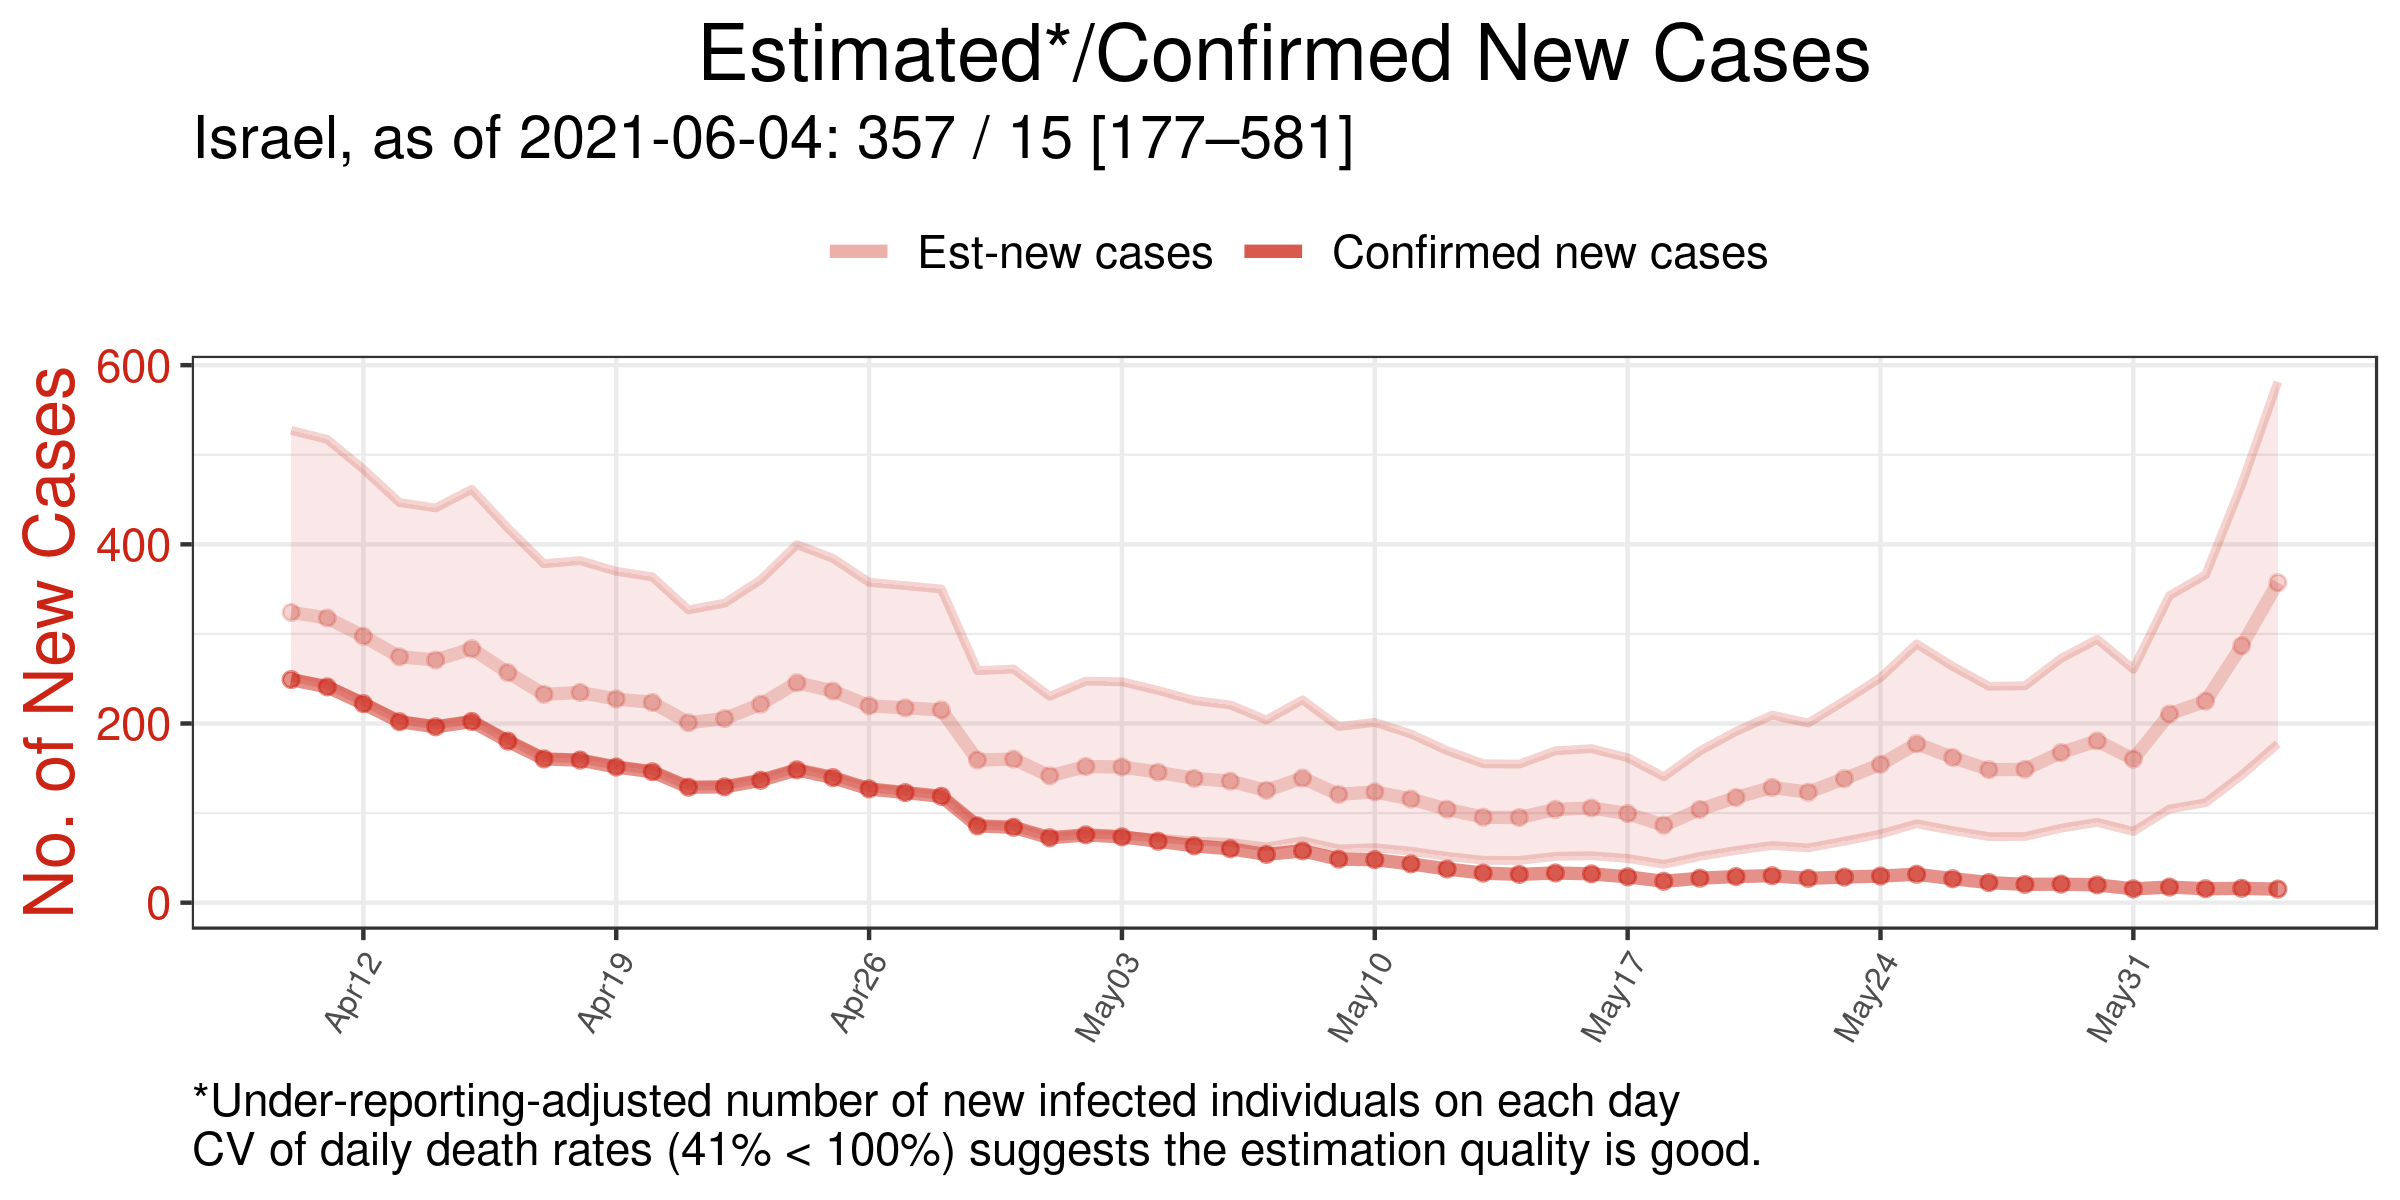 Estimated*/Confirmed New Cases
Israel, as of 2021-06-04: 357 / 15 [177–581]
Est-new cases
Confirmed new cases
No. of New Cases
600
400
200
0
Apr12
Apr19
Apr26
May03
May10
May17
May24
May31
*Under-reporting-adjusted number of new infected individuals on each day
CV of daily death rates (41% < 100%) suggests the estimation quality is good.